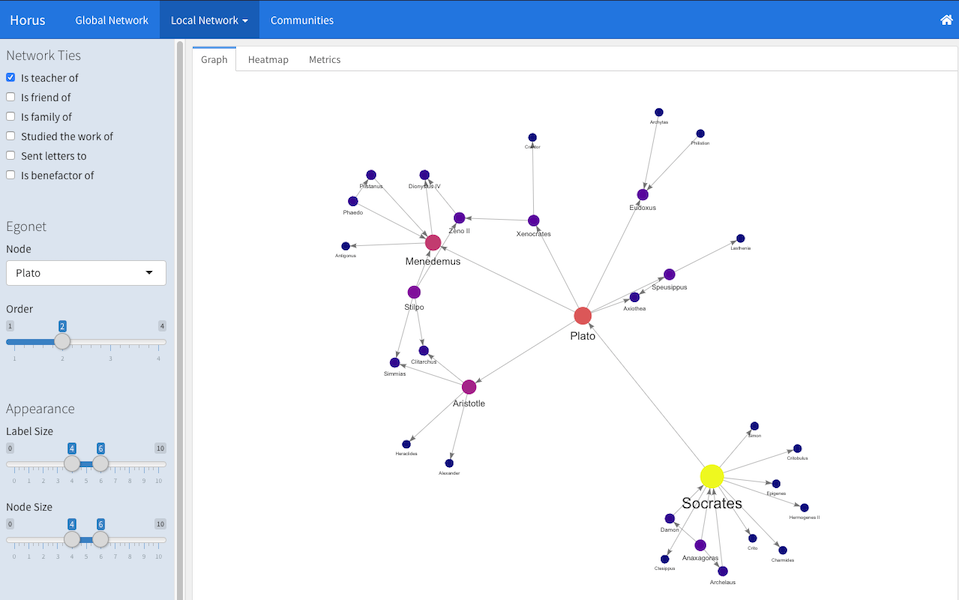 Horus
Global Network
Local Network
Communities
Network Ties
Is teacher of
Is friend of
Is family of
Studied the work of
Sent letters to
Is benefactor of
Egonet
Node
Plato
Order
1 2 4
1 2 3 4
Appearance
Label Size
0 4 6 10
0 1 2 3 4 5 6 7 8 9 10
Node Size
0 4 6 10
0 1 2 3 4 5 6 7 8 9 10
Graph
Heatmap
Metrics
Archytas
Philistion
Eudoxus
Dionysius IV
Phaedo
Zeno II
Xenocrates
Antigonus
Menedemus
Speusippus
Axiothea
Stilpo
Plato
Clitarchus
Simmias
Aristotle
Heraclides
Alexander
Simon
Critobulus
Epigenes
Socrates
Hermogenes II
Damon
Anaxagoras
Crito
Charmides
Ctesippus
Archelaus